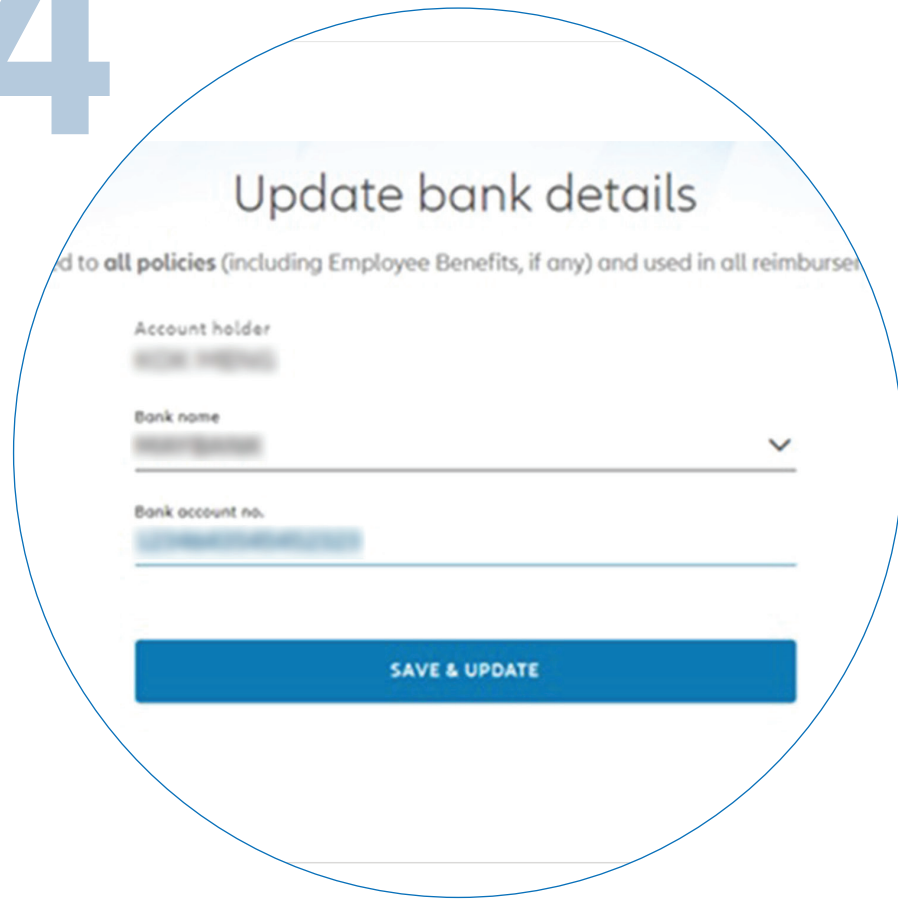 4
Update bank details
d to all policies (including Employee Benefits, if any) and used in all reimburse
Account holder
Bank name
Bank account no.
SAVE & UPDATE